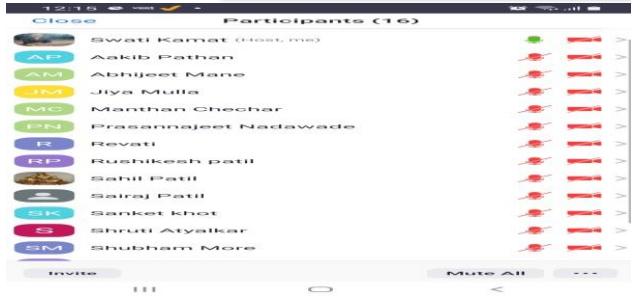 12:15
Close Participants (16)
Swati Kamat (Host, me)
AP Aakib Pathan
AM Abhijeet Mane
JM Jiya Mulla
MC Manthan Chechar
PN Prasannajeet Nadawade
R Revati
RP Rushikesh patil
Sahil Patil
Sairaj Patil
SK Sanket khot
S Shruti Atyalkar
SM Shubham More
Invite Mute All ...